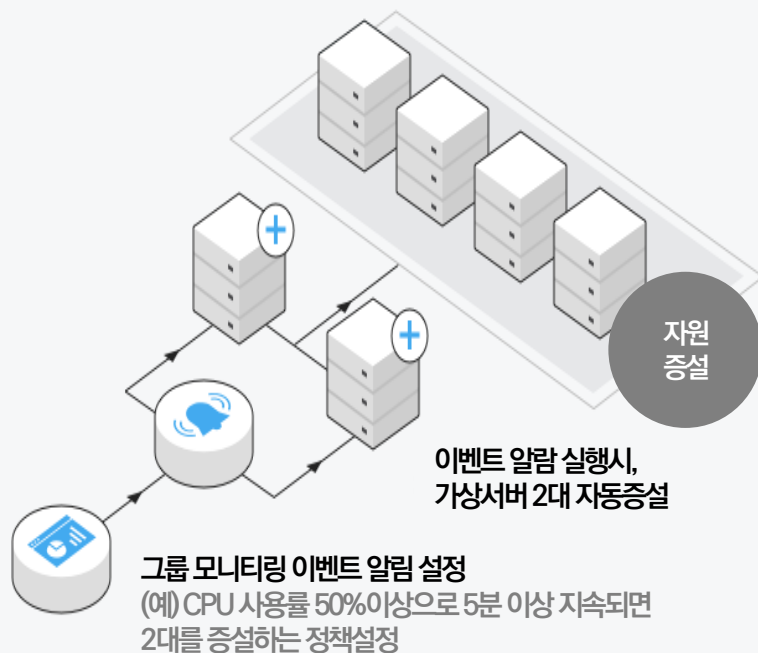 자원
증설
이벤트 알람 실행시,
가상서버 2대 자동증설
그룹 모니터링 이벤트 알림 설정
(예) CPU 사용률 50%이상으로 5분 이상 지속되면
2대를 증설하는 정책설정